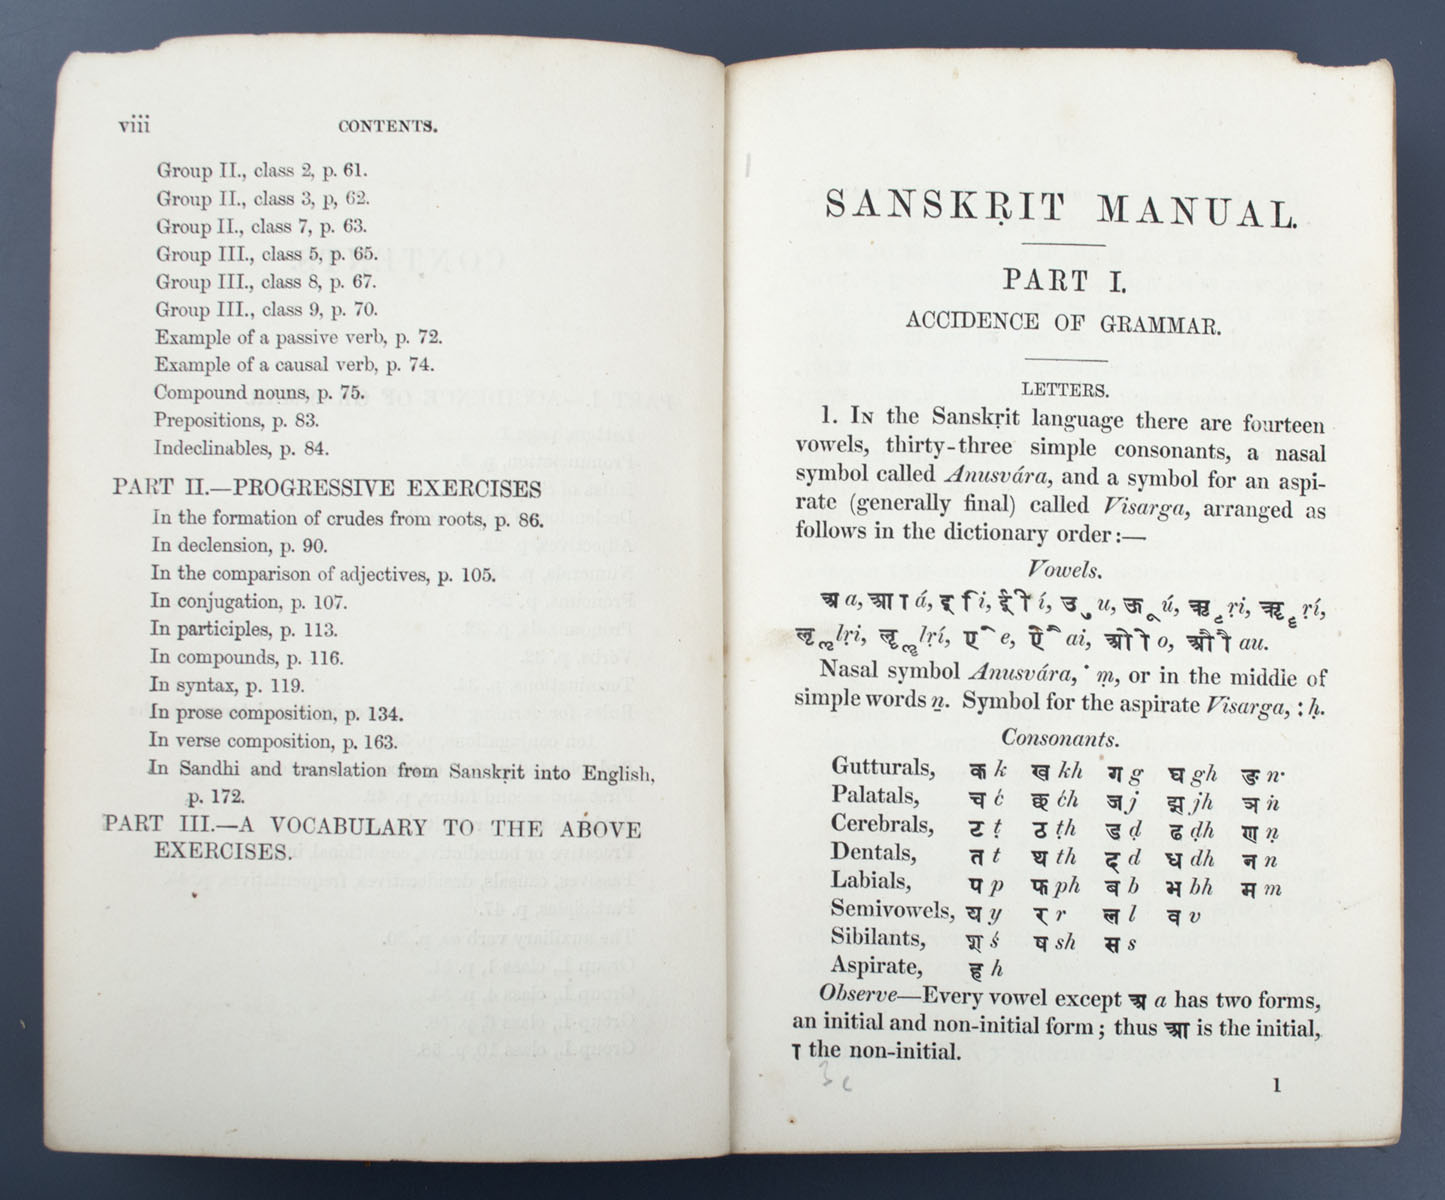 viii CONTENTS.
Group II., class 2, p. 61.
Group II., class 3, p, 62.
Group II., class 7, p. 63.
Group III., class 5, p. 65.
Group III., class 8, p. 67.
Group III., class 9, p. 70.
Example of a passive verb, p. 72.
Example of a causal verb, p. 74.
Compound nouns, p. 75.
Prepositions, p. 83.
Indeclinables, p. 84.
PART II.—PROGRESSIVE EXERCISES
In the formation of crudes from roots, p. 86.
In declension, p. 90.
In the comparison of adjectives, p. 105.
In conjugation, p. 107.
In participles, p. 113.
In compounds, p. 116.
In syntax, p. 119.
In prose composition, p. 134.
In verse composition, p. 163.
In Sandhi and translation from Sanskṛit into English,
p. 172.
PART III.—A VOCABULARY TO THE ABOVE
EXERCISES.
SANSKṚIT MANUAL.
PART I.
ACCIDENCE OF GRAMMAR.
LETTERS.
1. IN the Sanskṛit language there are fourteen
vowels, thirty-three simple consonants, a nasal
symbol called Anusvára, and a symbol for an aspi-
rate (generally final) called Visarga, arranged as
follows in the dictionary order:—
Vowels.
अ a, आ ा á, इ ि i, ई ी í, उ ु u, ऊ ू ú, ऋ ृ ṛi, ॠ ॄ ṛí,
ऌ ॢ lṛi, ॡ ॣ lṛí, ए े e, ऐ ै ai, ओ ो o, औ ौ au.
Nasal symbol Anusvára, ं ṃ, or in the middle of
simple words ṉ. Symbol for the aspirate Visarga, : ḥ.
Consonants.
Gutturals, क k ख kh ग g घ gh ङ n·
Palatals, च ć छ ćh ज j झ jh ञ ṅ
Cerebrals, ट ṭ ठ ṭh ड ḍ ढ ḍh ण ṇ
Dentals, त t थ th द d ध dh न n
Labials, प p फ ph ब b भ bh म m
Semivowels, य y र r ल l व v
Sibilants, श ś ष sh स s
Aspirate, ह h
Observe—Every vowel except अ a has two forms,
an initial and non-initial form; thus आ is the initial,
ा the non-initial.
1